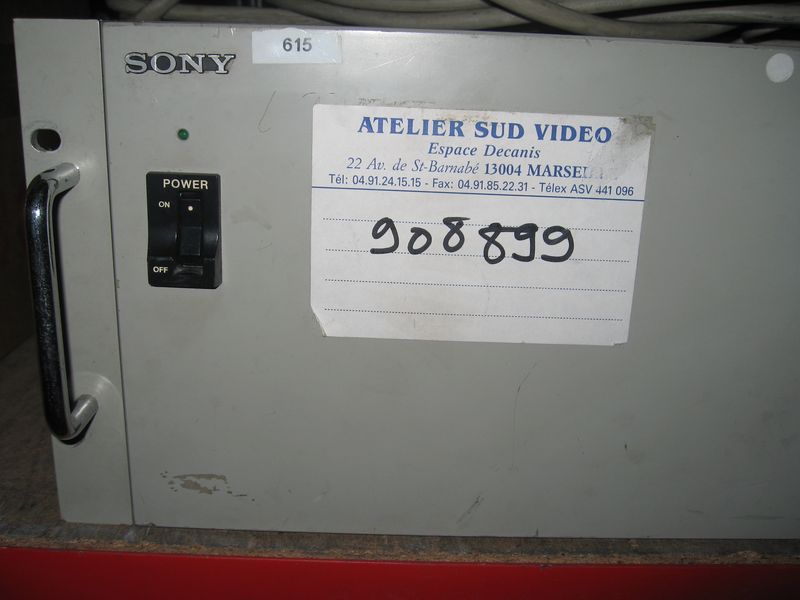 SONY
615
POWER
ON
OFF
ATELIER SUD VIDEO
Espace Decanis
22 Av. de St-Barnabé 13004
Tél: 04.91.24.15.15 - Fax: 04.91.85.22.31 - Télex ASV 441 096
908899